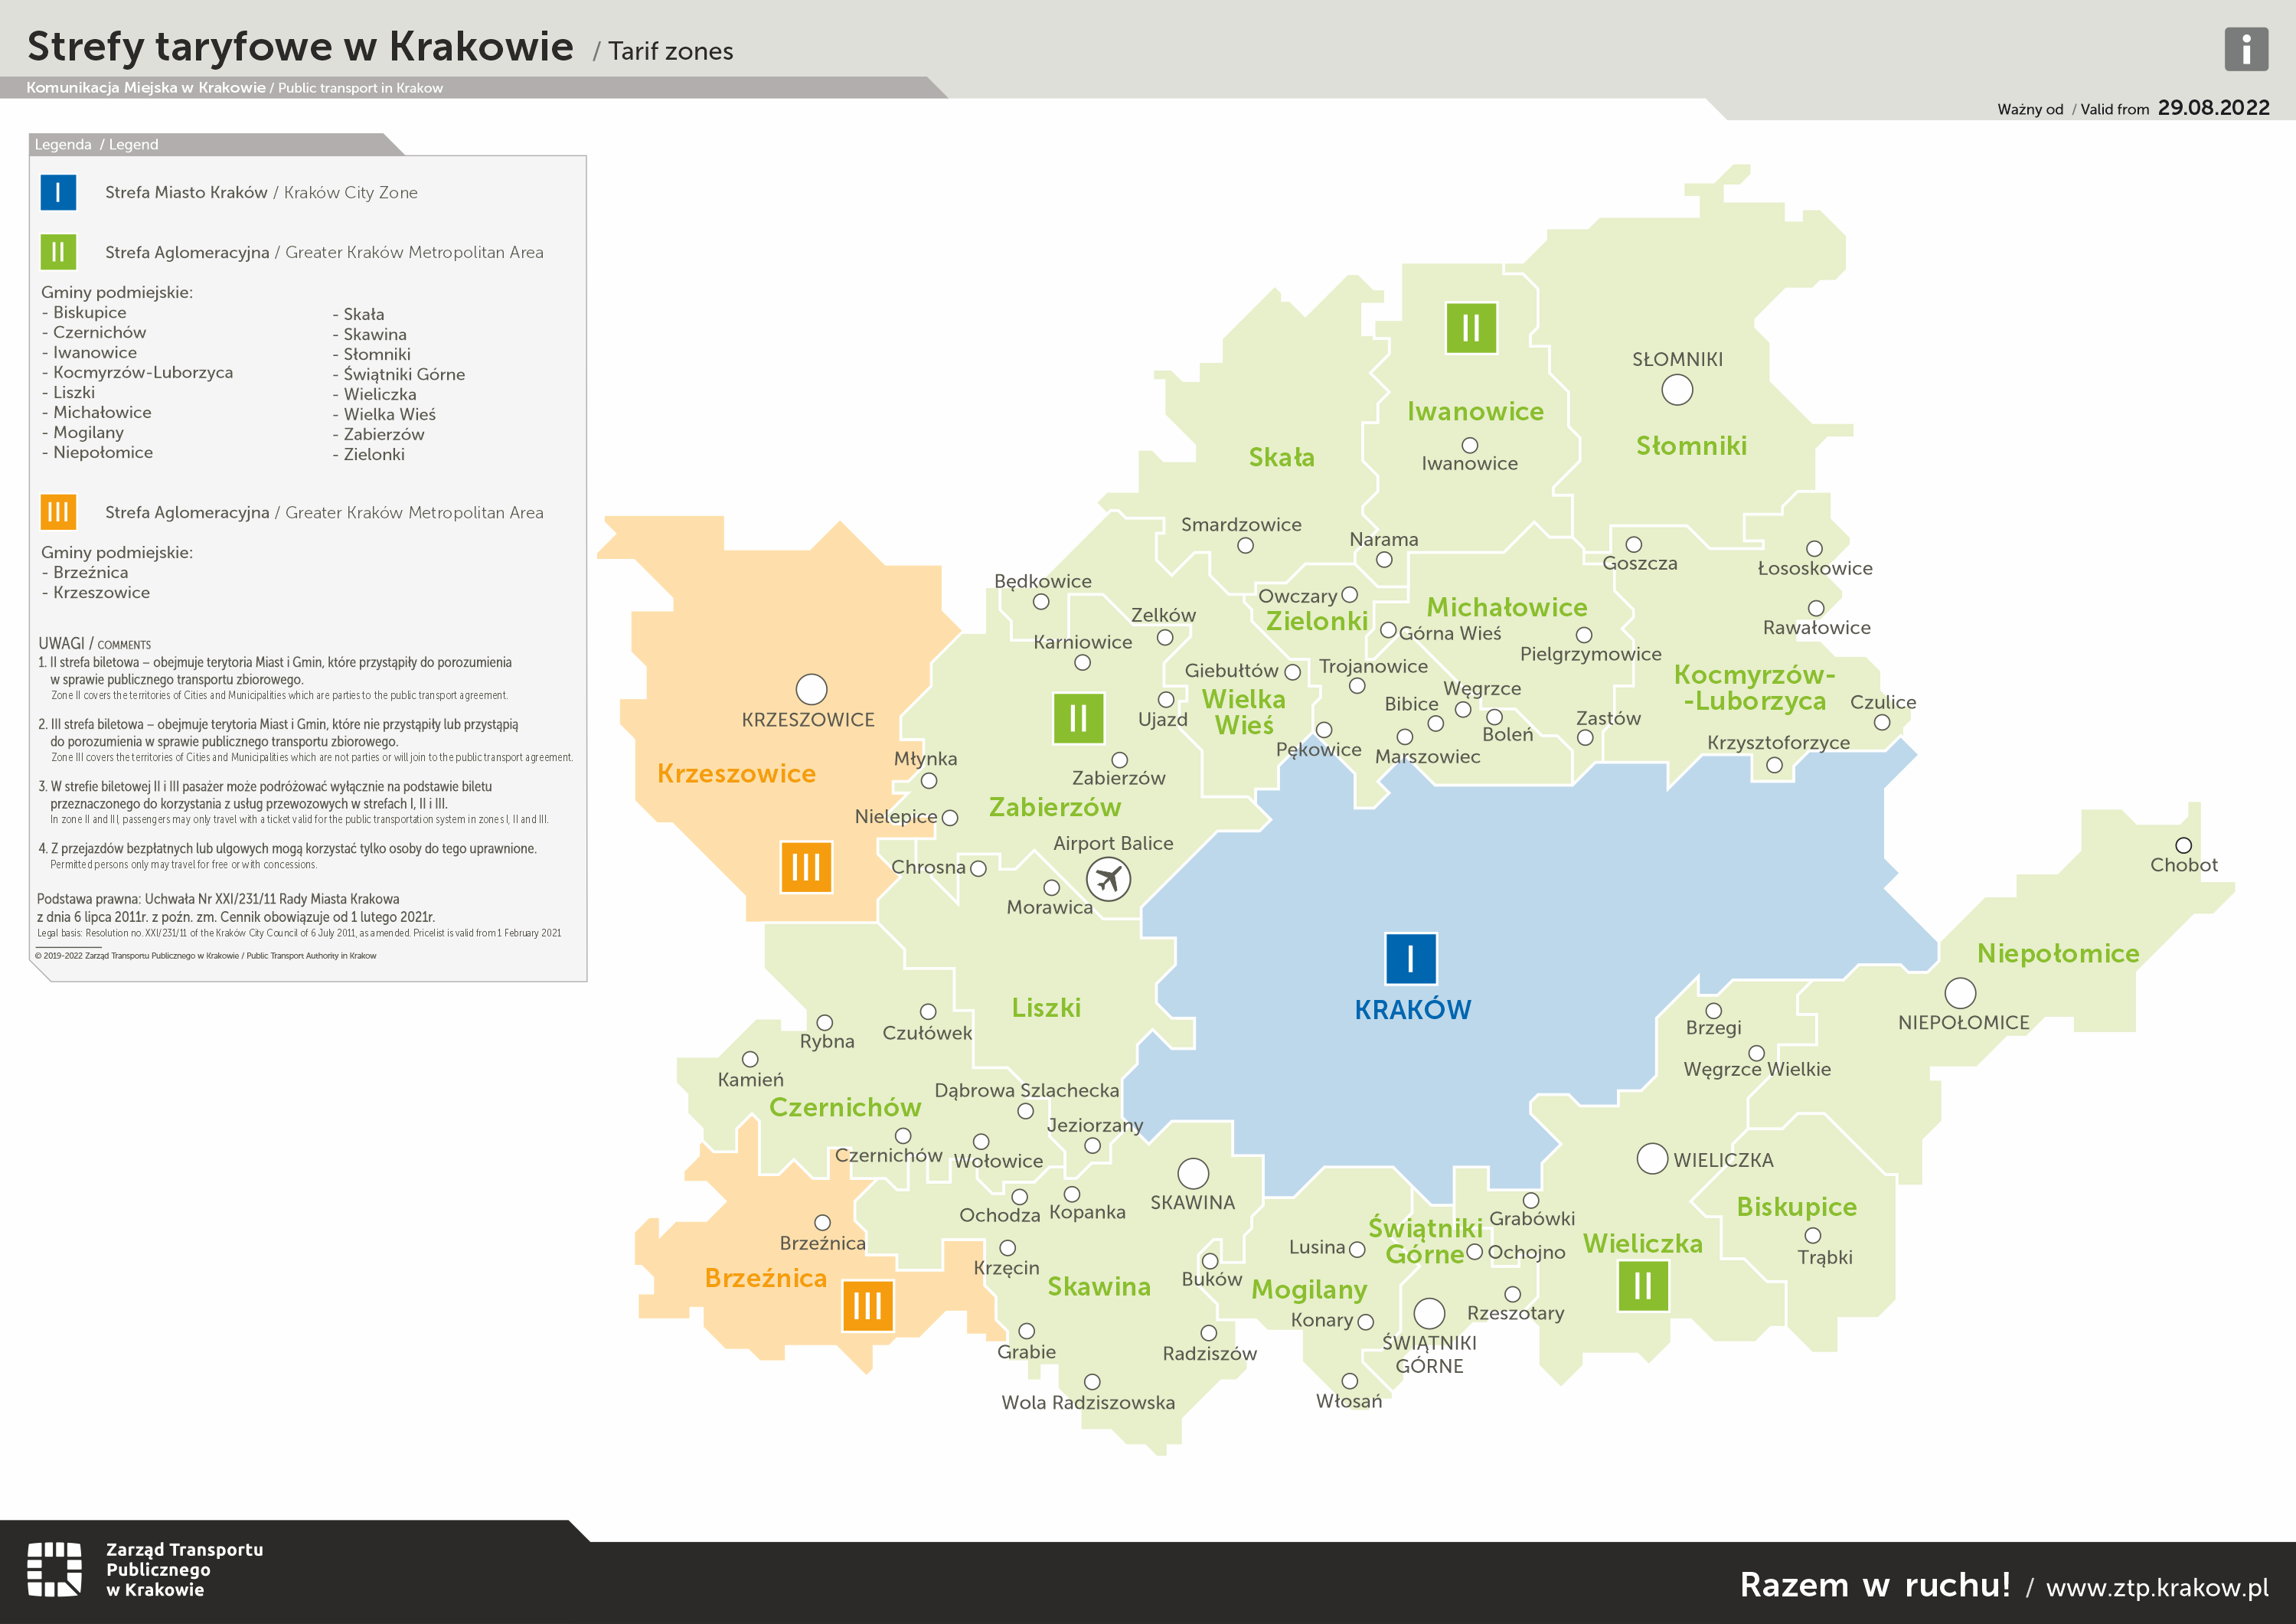 Strefy taryfowe w Krakowie / Tarif zones
Komunikacja Miejska w Krakowie / Public transport in Krakow
Ważny od / Valid from 29.08.2022
Legenda / Legend
I Strefa Miasto Kraków / Kraków City Zone
II Strefa Aglomeracyjna / Greater Kraków Metropolitan Area
Gminy podmiejskie:
- Biskupice
- Czernichów
- Iwanowice
- Kocmyrzów-Luborzyca
- Liszki
- Michałowice
- Mogilany
- Niepołomice
- Skała
- Skawina
- Słomniki
- Świątniki Górne
- Wieliczka
- Wielka Wieś
- Zabierzów
- Zielonki
III Strefa Aglomeracyjna / Greater Kraków Metropolitan Area
Gminy podmiejskie:
- Brzeźnica
- Krzeszowice
UWAGI / COMMENTS
1. II strefa biletowa – obejmuje terytoria Miast i Gmin, które przystąpiły do porozumienia
w sprawie publicznego transportu zbiorowego.
Zone II covers the territories of Cities and Municipalities which are parties to the public transport agreement.
2. III strefa biletowa – obejmuje terytoria Miast i Gmin, które nie przystąpiły lub przystąpią
do porozumienia w sprawie publicznego transportu zbiorowego.
Zone III covers the territories of Cities and Municipalities which are not parties or will join to the public transport agreement.
3. W strefie biletowej II i III pasażer może podróżować wyłącznie na podstawie biletu
przeznaczonego do korzystania z usług przewozowych w strefach I, II i III.
In zone II and III, passengers may only travel with a ticket valid for the public transportation system in zones I, II and III.
4. Z przejazdów bezpłatnych lub ulgowych mogą korzystać tylko osoby do tego uprawnione.
Permitted persons only may travel for free or with concessions.
Podstawa prawna: Uchwała Nr XXI/231/11 Rady Miasta Krakowa
z dnia 6 lipca 2011r. z poźn. zm. Cennik obowiązuje od 1 lutego 2021r.
Legal basis: Resolution no. XXI/231/11 of the Kraków City Council of 6 July 2011, as amended. Pricelist is valid from 1 February 2021
© 2019-2022 Zarząd Transportu Publicznego w Krakowie / Public Transport Authority in Krakow
II
SŁOMNIKI
Iwanowice
Słomniki
Skała
Iwanowice
Smardzowice
Narama
Goszcza
Łososkowice
Będkowice
Owczary
Zielonki
Michałowice
Zelków
Rawałowice
Górna Wieś
Karniowice
Pielgrzymowice
Giebułtów
Trojanowice
Kocmyrzów-
-Luborzyca
Węgrzce
Wielka
Wieś
Bibice
Czulice
II
Ujazd
KRZESZOWICE
Zastów
Boleń
Krzysztoforzyce
Pękowice
Marszowiec
Młynka
Krzeszowice
Zabierzów
Zabierzów
Nielepice
Airport Balice
III
Chrosna
Chobot
Morawica
I
KRAKÓW
Niepołomice
Liszki
NIEPOŁOMICE
Brzegi
Czułówek
Rybna
Węgrzce Wielkie
Kamień
Dąbrowa Szlachecka
Czernichów
Jeziorzany
Czernichów
Wołowice
WIELICZKA
SKAWINA
Biskupice
Kopanka
Ochodza
Grabówki
Świątniki
Górne
Brzeźnica
Wieliczka
Lusina
Ochojno
Trąbki
Krzęcin
Brzeźnica
Buków
Skawina
Mogilany
II
III
Rzeszotary
Konary
ŚWIĄTNIKI
GÓRNE
Grabie
Radziszów
Wola Radziszowska
Włosań
Zarząd Transportu
Publicznego
w Krakowie
Razem w ruchu! / www.ztp.krakow.pl